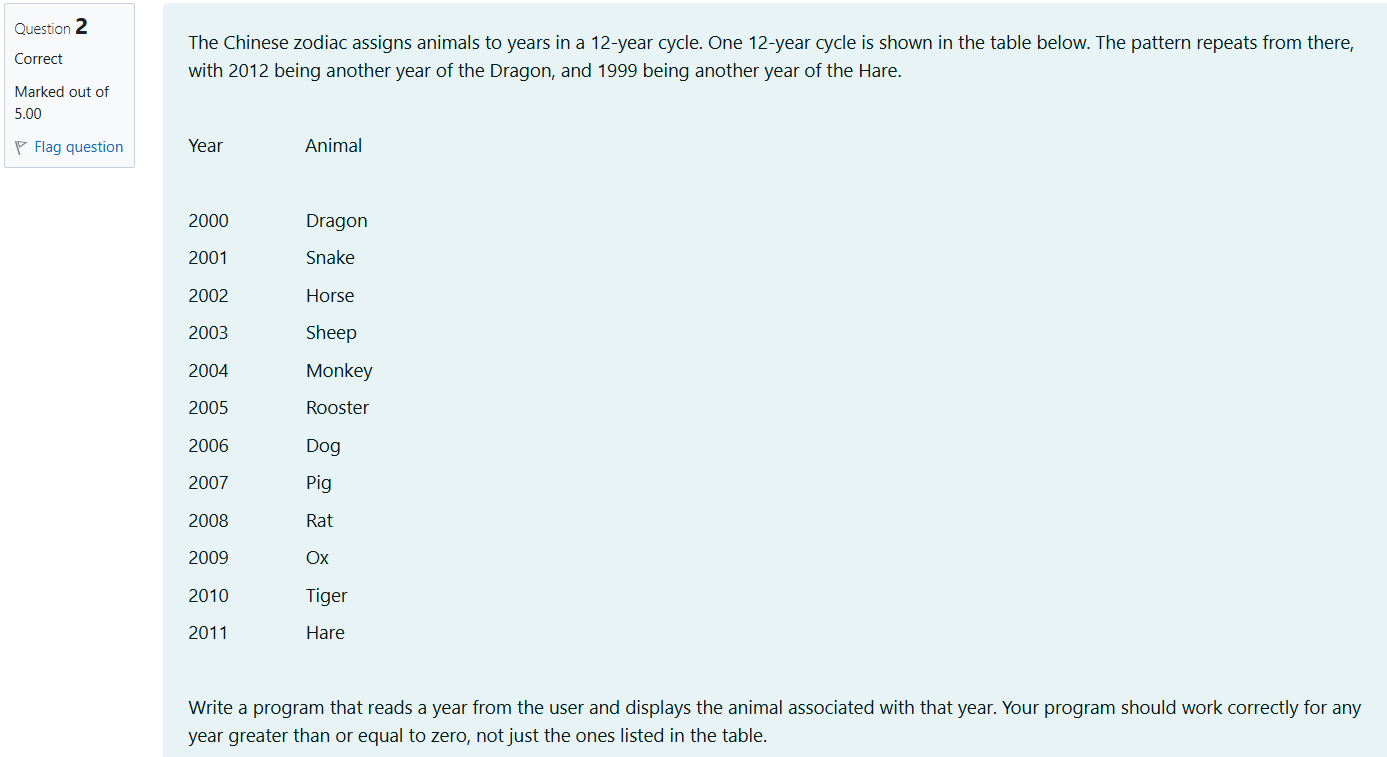 Question 2
Correct
Marked out of
5.00
Flag question
The Chinese zodiac assigns animals to years in a 12-year cycle. One 12-year cycle is shown in the table below. The pattern repeats from there,
with 2012 being another year of the Dragon, and 1999 being another year of the Hare.
Year Animal
2000 Dragon
2001 Snake
2002 Horse
2003 Sheep
2004 Monkey
2005 Rooster
2006 Dog
2007 Pig
2008 Rat
2009 Ox
2010 Tiger
2011 Hare
Write a program that reads a year from the user and displays the animal associated with that year. Your program should work correctly for any
year greater than or equal to zero, not just the ones listed in the table.